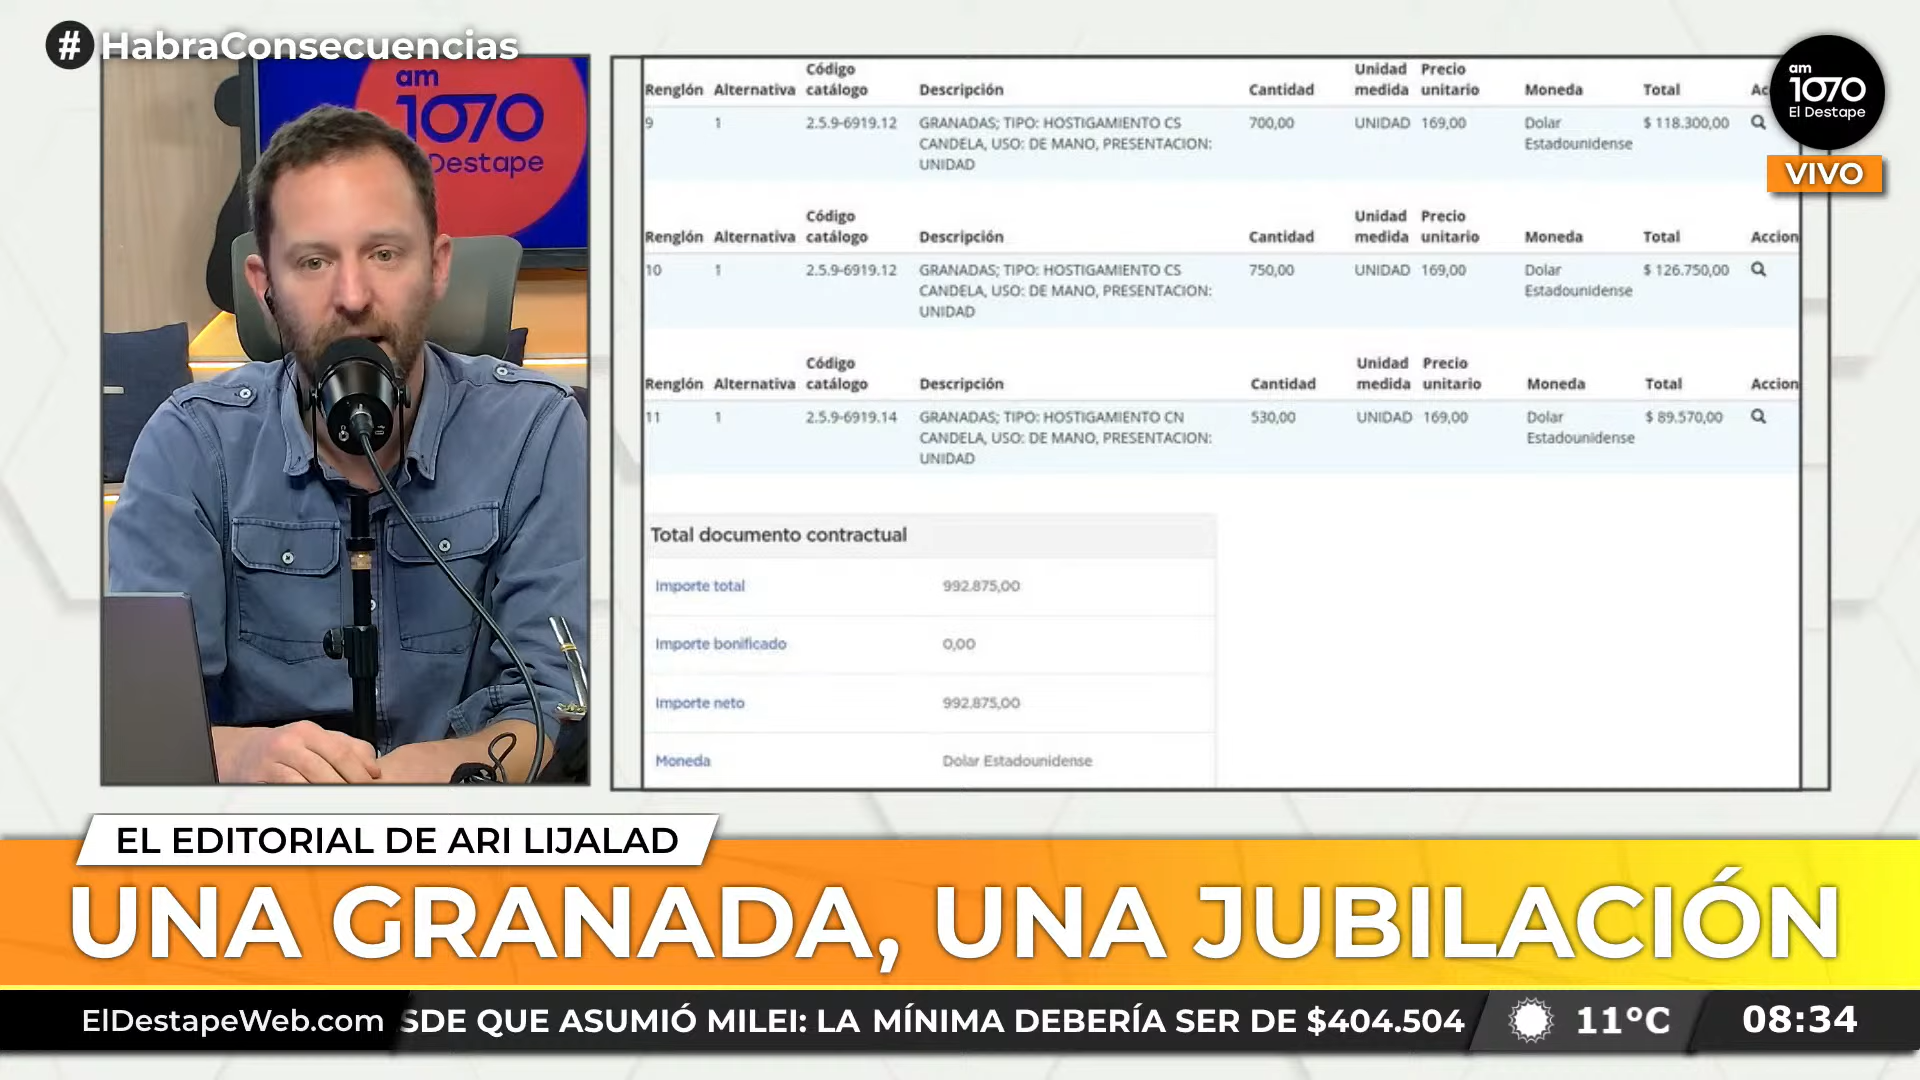 # HabraConsecuencias
am
1070
Destape
Renglón Alternativa Código catálogo Descripción Cantidad Unidad medida Precio unitario Moneda Total
9 1 2.5.9-6919.12 GRANADAS; TIPO: HOSTIGAMIENTO CS 700,00 UNIDAD 169,00 Dolar $ 118.300,00
CANDELA, USO: DE MANO, PRESENTACION: Estadounidense
UNIDAD
Renglón Alternativa Código catálogo Descripción Cantidad Unidad medida Precio unitario Moneda Total Accion
10 1 2.5.9-6919.12 GRANADAS; TIPO: HOSTIGAMIENTO CS 750,00 UNIDAD 169,00 Dolar $ 126.750,00
CANDELA, USO: DE MANO, PRESENTACION: Estadounidense
UNIDAD
Renglón Alternativa Código catálogo Descripción Cantidad Unidad medida Precio unitario Moneda Total Accion
11 1 2.5.9-6919.14 GRANADAS; TIPO: HOSTIGAMIENTO CN 530,00 UNIDAD 169,00 Dolar $ 89.570,00
CANDELA, USO: DE MANO, PRESENTACION: Estadounidense
UNIDAD
Total documento contractual
Importe total 992.875,00
Importe bonificado 0,00
Importe neto 992.875,00
Moneda Dolar Estadounidense
am
1070
El Destape
VIVO
EL EDITORIAL DE ARI LIJALAD
UNA GRANADA, UNA JUBILACIÓN
ElDestapeWeb.com SDE QUE ASUMIÓ MILEI: LA MÍNIMA DEBERÍA SER DE $404.504 11°C 08:34